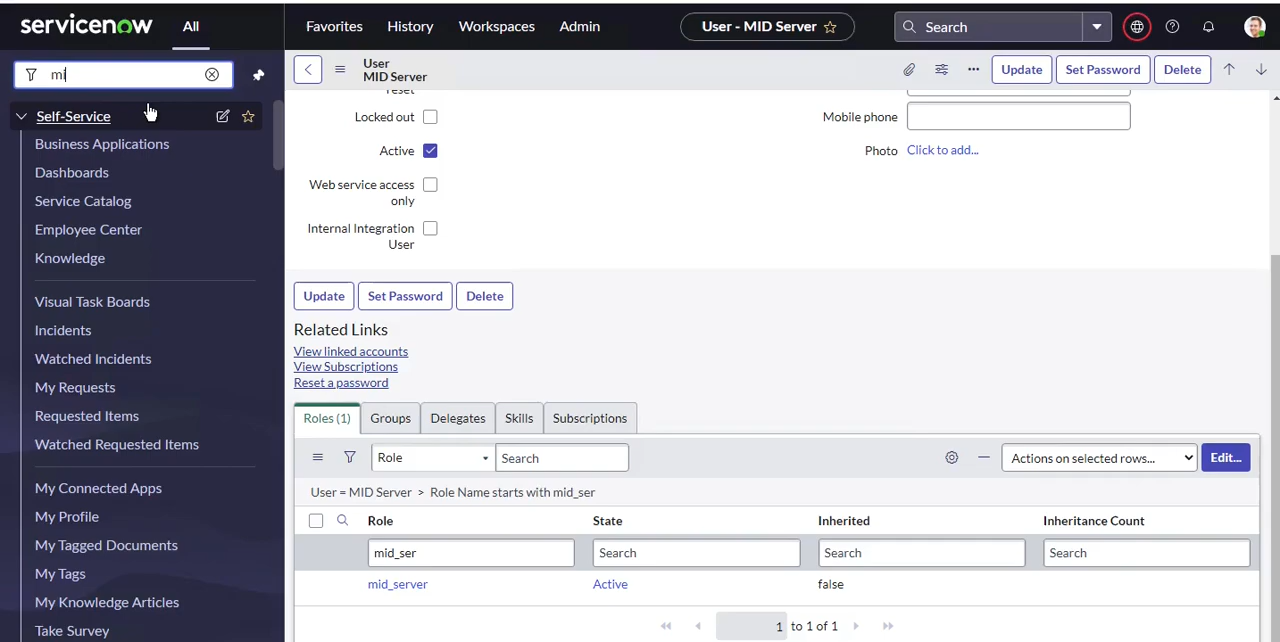 servicenow
All
Favorites
History
Workspaces
Admin
User - MID Server
Search
mi
User
MID Server
Update
Set Password
Delete
Self-Service
Business Applications
Dashboards
Service Catalog
Employee Center
Knowledge
Visual Task Boards
Incidents
Watched Incidents
My Requests
Requested Items
Watched Requested Items
My Connected Apps
My Profile
My Tagged Documents
My Tags
My Knowledge Articles
Take Survey
reset
Locked out
Active
Web service access
only
Internal Integration
User
Mobile phone
Photo Click to add...
Update
Set Password
Delete
Related Links
View linked accounts
View Subscriptions
Reset a password
Roles (1)
Groups
Delegates
Skills
Subscriptions
Role
Search
Actions on selected rows...
Edit...
User = MID Server > Role Name starts with mid_ser
Role
State
Inherited
Inheritance Count
mid_ser
Search
Search
Search
mid_server
Active
false
1 to 1 of 1